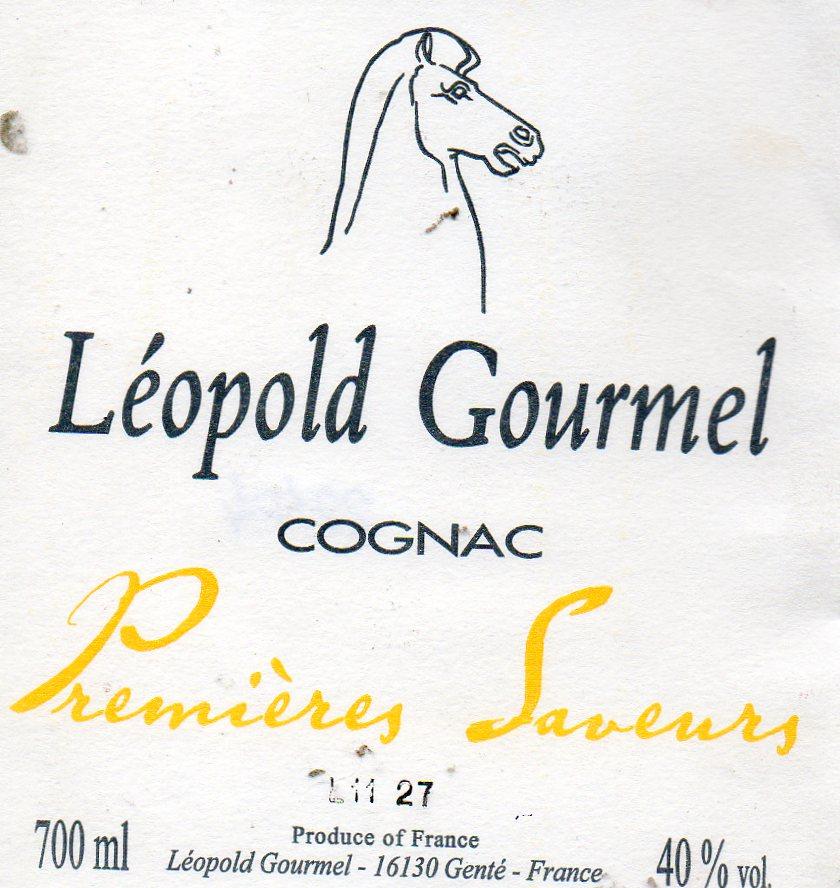 Léopold Gourmel
COGNAC
Premières Saveurs
L11 27
700 ml
Produce of France
Léopold Gourmel - 16130 Genté - France
40 % vol.